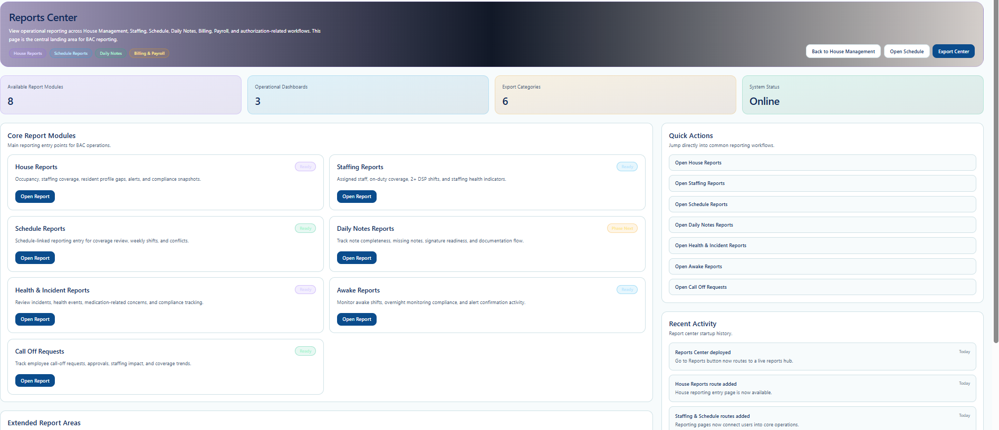 Reports Center
View operational reporting across House Management, Staffing, Schedule, Daily Notes, Billing, Payroll, and authorization-related workflows. This
page is the central landing area for BAC reporting.
House Reports
Schedule Reports
Daily Notes
Billing & Payroll
Back to House Management
Open Schedule
Export Center
Available Report Modules
8
Operational Dashboards
3
Export Categories
6
System Status
Online
Core Report Modules
Main reporting entry points for BAC operations.
House Reports
Ready
Occupancy, staffing coverage, resident profile gaps, alerts, and compliance snapshots.
Open Report
Staffing Reports
Ready
Assigned staff, on-duty coverage, 2+ DSP shifts, and staffing health indicators.
Open Report
Schedule Reports
Ready
Schedule-linked reporting entry for coverage review, weekly shifts, and conflicts.
Open Report
Daily Notes Reports
Phase Next
Track note completeness, missing notes, signature readiness, and documentation flow.
Open Report
Health & Incident Reports
Ready
Review incidents, health events, medication-related concerns, and compliance tracking.
Open Report
Awake Reports
Ready
Monitor awake shifts, overnight monitoring compliance, and alert confirmation activity.
Open Report
Call Off Requests
Ready
Track employee call-off requests, approvals, staffing impact, and coverage trends.
Open Report
Extended Report Areas
Quick Actions
Jump directly into common reporting workflows.
Open House Reports
Open Staffing Reports
Open Schedule Reports
Open Daily Notes Reports
Open Health & Incident Reports
Open Awake Reports
Open Call Off Requests
Recent Activity
Report center startup history.
Reports Center deployed
Today
Go to Reports button now routes to a live reports hub.
House Reports route added
Today
House reporting entry page is now available.
Staffing & Schedule routes added
Today
Reporting pages now connect users into core operations.